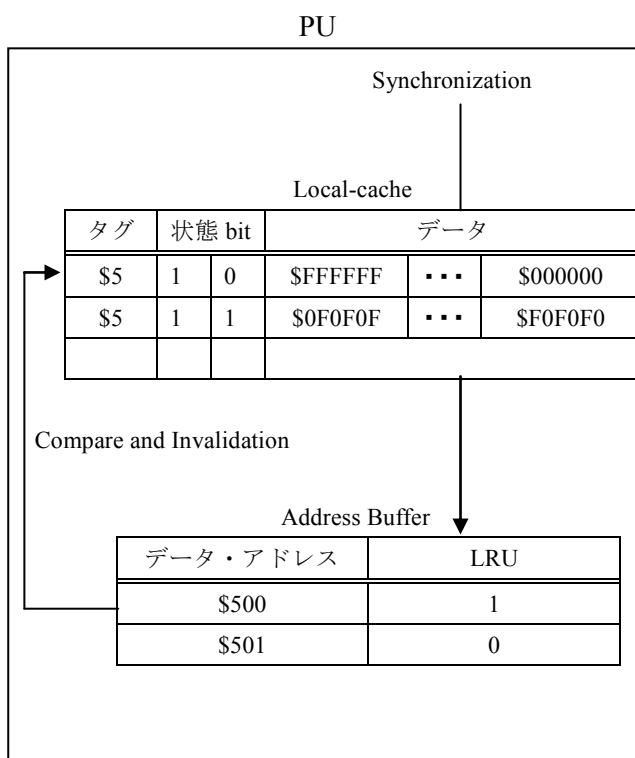 PU
Synchronization
Local-cache
タグ 状態 bit データ
$5 1 0 $FFFFFF ・・・ $000000
$5 1 1 $0F0F0F ・・・ $F0F0F0
Compare and Invalidation
Address Buffer
データ・アドレス LRU
$500 1
$501 0